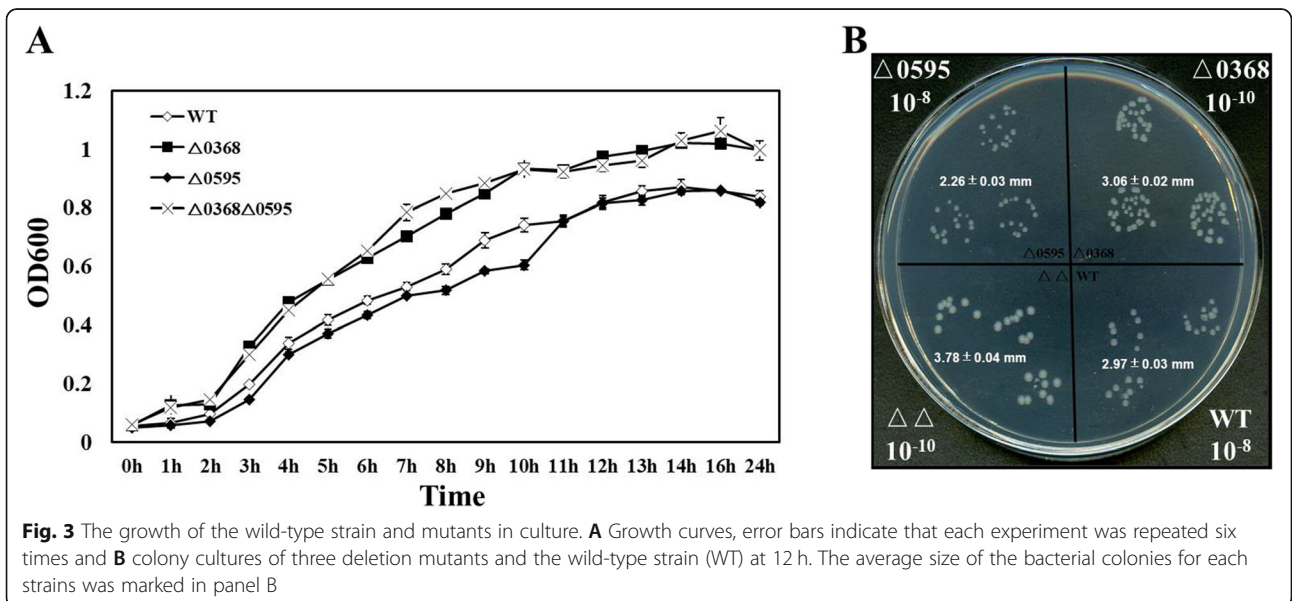 A
B
1.2
1
0.8
0.6
0.4
0.2
0
OD600
WT
△0368
△0595
△0368△0595
0h 1h 2h 3h 4h 5h 6h 7h 8h 9h 10h 11h 12h 13h 14h 16h 24h
Time
△0595
10-8
△0368
10-10
2.26 ± 0.03 mm
3.06 ± 0.02 mm
△0595 △0368
△ △ WT
3.78 ± 0.04 mm
2.97 ± 0.03 mm
△ △
10-10
WT
10-8
Fig. 3 The growth of the wild-type strain and mutants in culture. A Growth curves, error bars indicate that each experiment was repeated six
times and B colony cultures of three deletion mutants and the wild-type strain (WT) at 12 h. The average size of the bacterial colonies for each
strains was marked in panel B